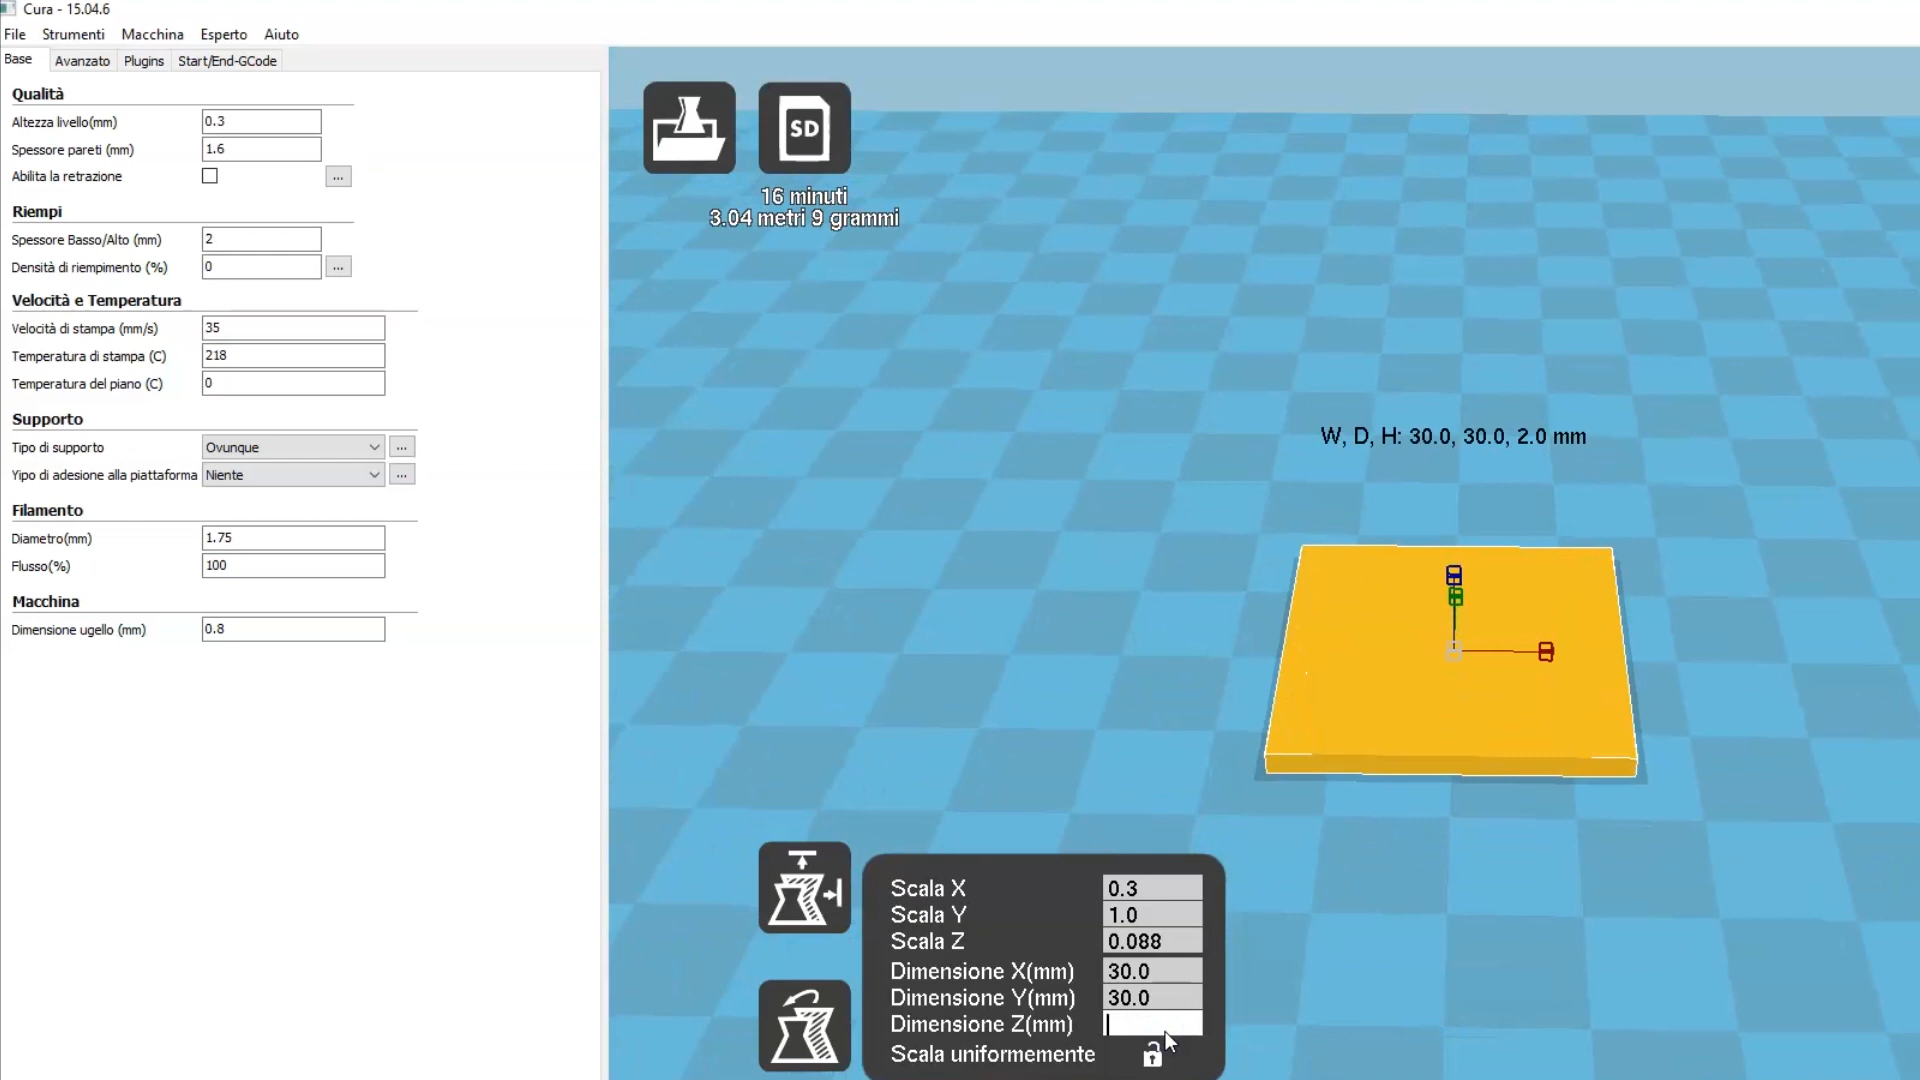 Cura - 15.04.6
File Strumenti Macchina Esperto Aiuto
Base Avanzato Plugins Start/End-GCode
Qualità
Altezza livello(mm) 0.3
Spessore pareti (mm) 1.6
Abilita la retrazione ...
Riempi
Spessore Basso/Alto (mm) 2
Densità di riempimento (%) 0 ...
Velocità e Temperatura
Velocità di stampa (mm/s) 35
Temperatura di stampa (C) 218
Temperatura del piano (C) 0
Supporto
Tipo di supporto Ovunque ...
Yipo di adesione alla piattaforma Niente ...
Filamento
Diametro(mm) 1.75
Flusso(%) 100
Macchina
Dimensione ugello (mm) 0.8
SD
16 minuti
3.04 metri 9 grammi
W, D, H: 30.0, 30.0, 2.0 mm
Scala X 0.3
Scala Y 1.0
Scala Z 0.088
Dimensione X(mm) 30.0
Dimensione Y(mm) 30.0
Dimensione Z(mm)
Scala uniformemente